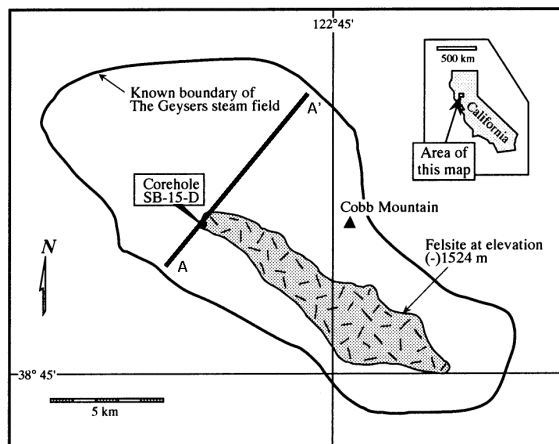 122°45'
500 km
California
Area of
this map
Known boundary of
The Geysers steam field
A'
Corehole
SB-15-D
Cobb Mountain
N
A
Felsite at elevation
(-)1524 m
38° 45'
5 km